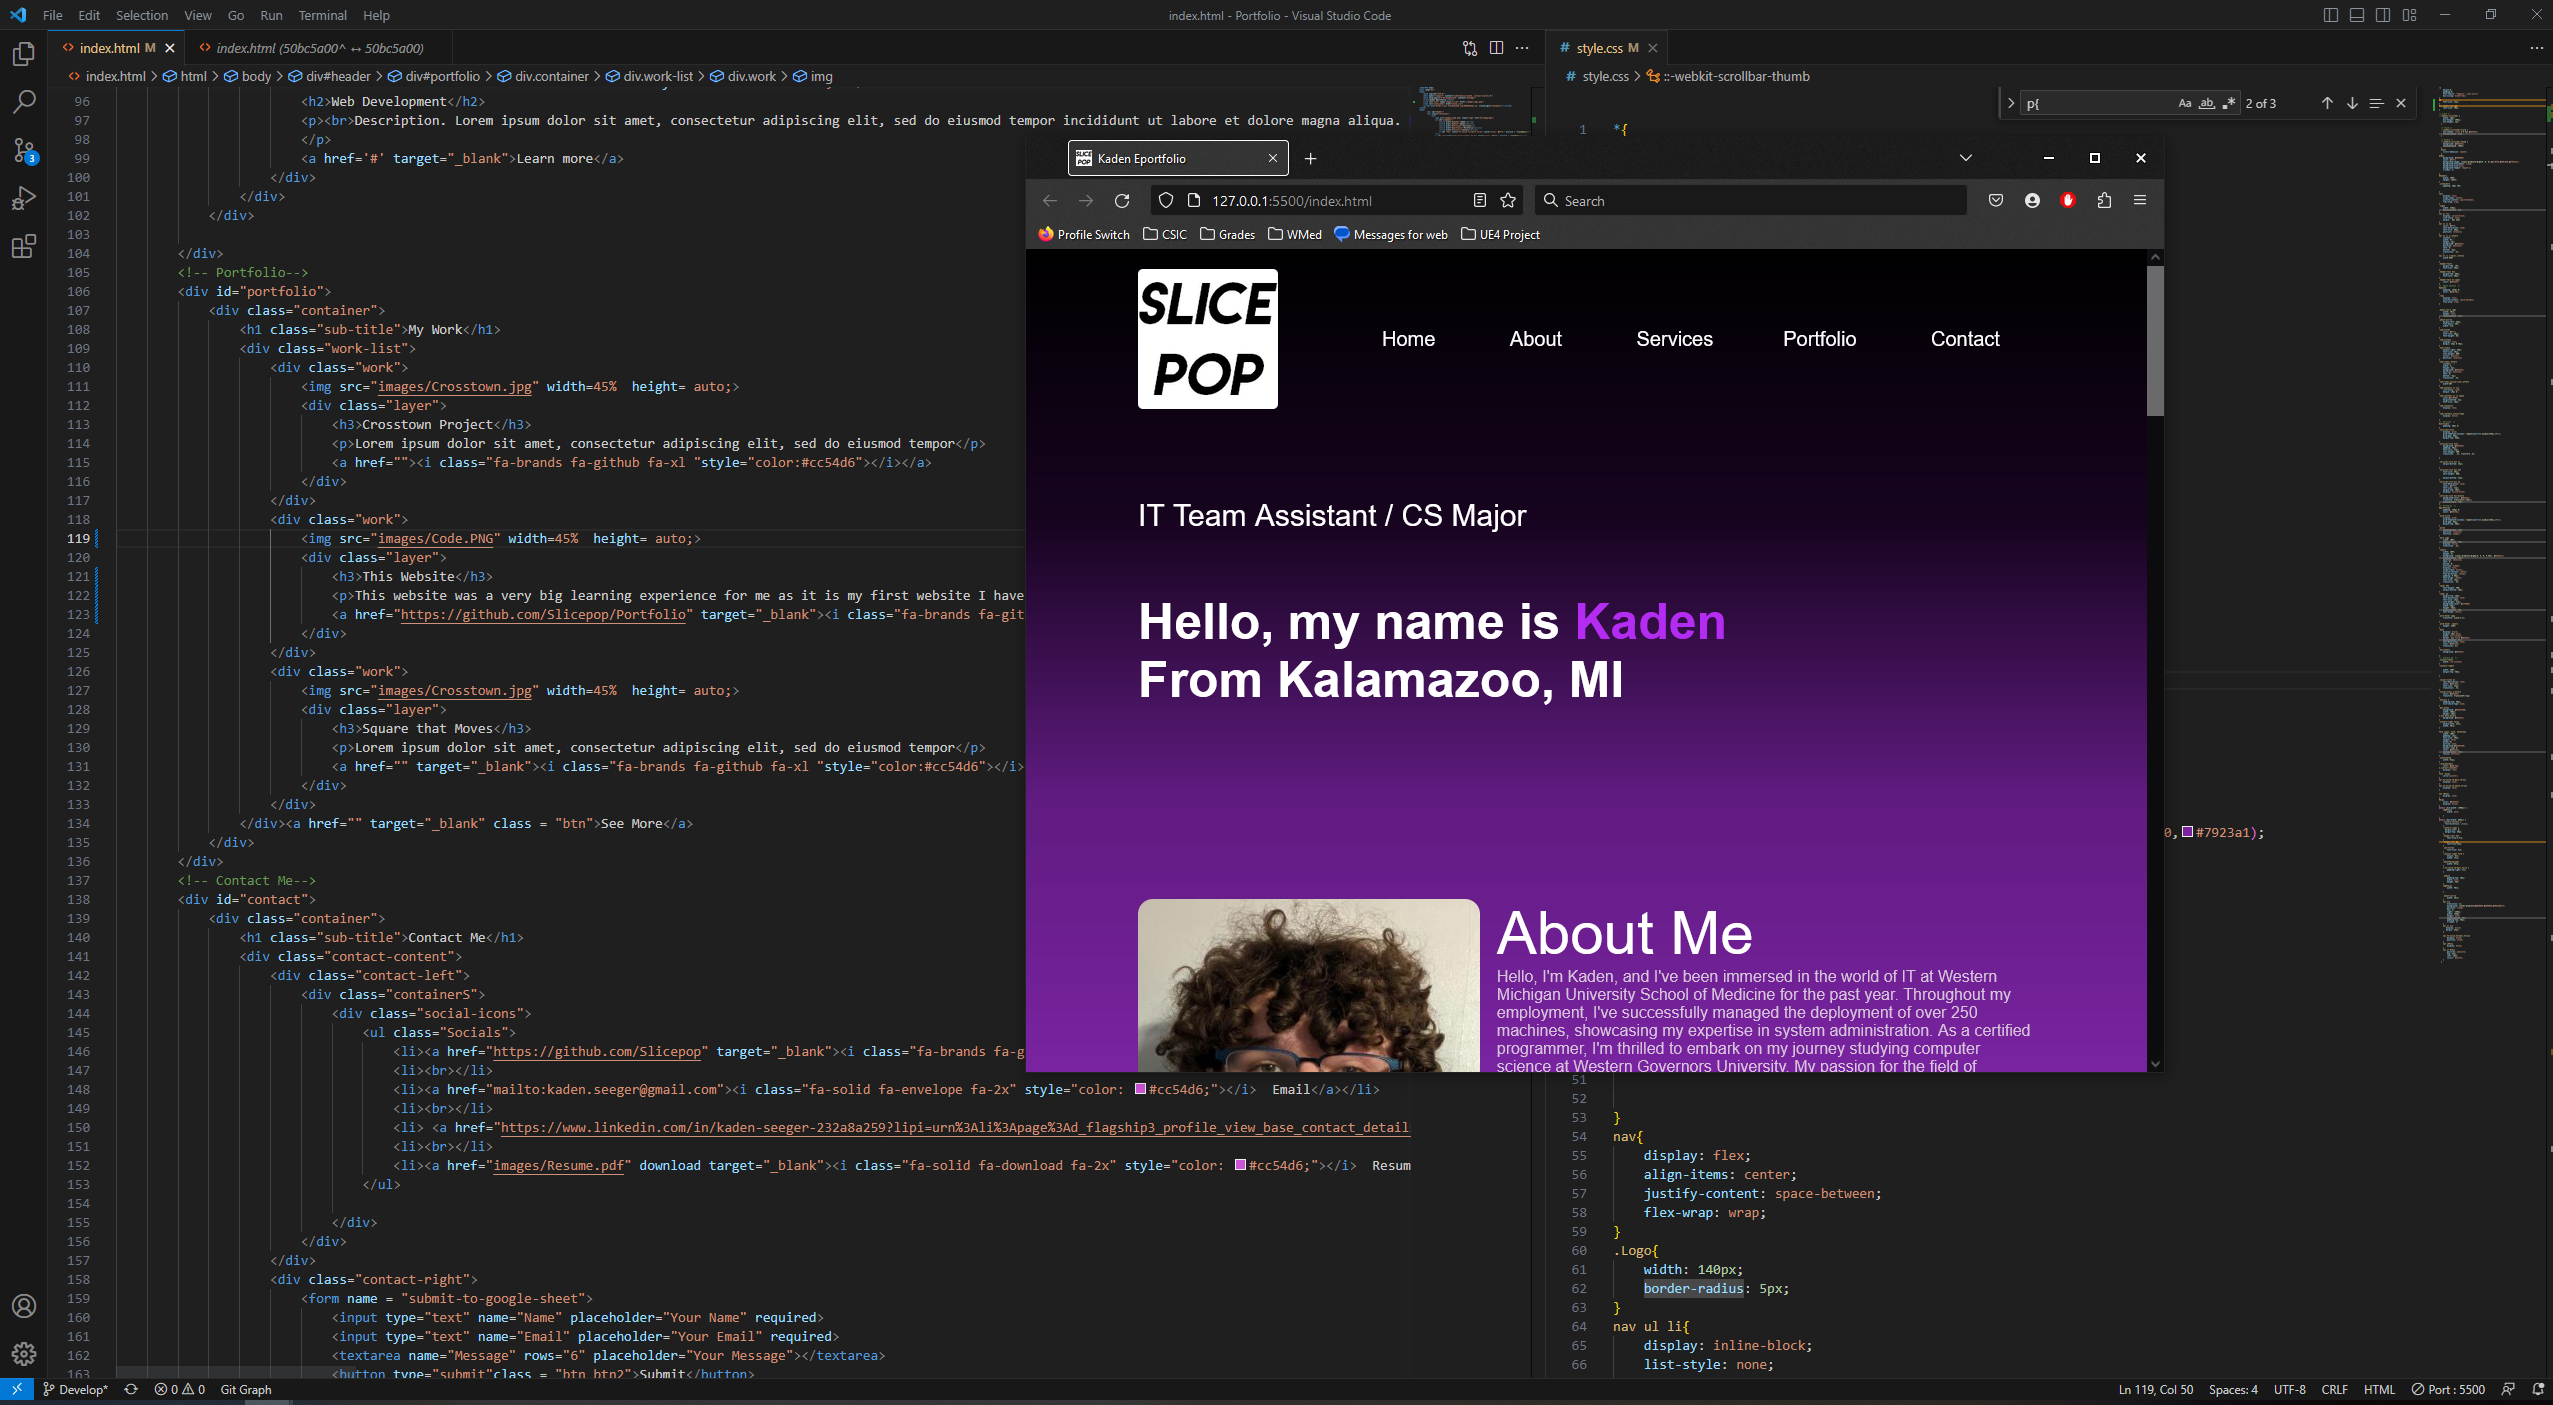 File Edit Selection View Go Run Terminal Help
index.html - Portfolio - Visual Studio Code
index.html M
index.html (50bc5a00^ ↔ 50bc5a00)
index.html > html > body > div#header > div#portfolio > div.container > div.work-list > div.work > img
96 <h2>Web Development</h2>
97 <p><br>Description. Lorem ipsum dolor sit amet, consectetur adipiscing elit, sed do eiusmod tempor incididunt ut labore et dolore magna aliqua.
98 </p>
99 <a href='#' target="_blank">Learn more</a>
100 </div>
101 </div>
102 </div>
103
104 </div>
105 <!-- Portfolio-->
106 <div id="portfolio">
107 <div class="container">
108 <h1 class="sub-title">My Work</h1>
109 <div class="work-list">
110 <div class="work">
111 <img src="images/Crosstown.jpg" width=45%  height= auto;>
112 <div class="layer">
113 <h3>Crosstown Project</h3>
114 <p>Lorem ipsum dolor sit amet, consectetur adipiscing elit, sed do eiusmod tempor</p>
115 <a href=""><i class="fa-brands fa-github fa-xl "style="color:#cc54d6"></i></a>
116 </div>
117 </div>
118 <div class="work">
119 <img src="images/Code.PNG" width=45%  height= auto;>
120 <div class="layer">
121 <h3>This Website</h3>
122 <p>This website was a very big learning experience for me as it is my first website I have
123 <a href="https://github.com/Slicepop/Portfolio" target="_blank"><i class="fa-brands fa-git
124 </div>
125 </div>
126 <div class="work">
127 <img src="images/Crosstown.jpg" width=45%  height= auto;>
128 <div class="layer">
129 <h3>Square that Moves</h3>
130 <p>Lorem ipsum dolor sit amet, consectetur adipiscing elit, sed do eiusmod tempor</p>
131 <a href="" target="_blank"><i class="fa-brands fa-github fa-xl "style="color:#cc54d6"></i>
132 </div>
133 </div>
134 </div><a href="" target="_blank" class = "btn">See More</a>
135 </div>
136 </div>
137 <!-- Contact Me-->
138 <div id="contact">
139 <div class="container">
140 <h1 class="sub-title">Contact Me</h1>
141 <div class="contact-content">
142 <div class="contact-left">
143 <div class="containerS">
144 <div class="social-icons">
145 <ul class="Socials">
146 <li><a href="https://github.com/Slicepop" target="_blank"><i class="fa-brands fa-g
147 <li><br></li>
148 <li><a href="mailto:kaden.seeger@gmail.com"><i class="fa-solid fa-envelope fa-2x" style="color: #cc54d6;"></i>  Email</a></li>
149 <li><br></li>
150 <li> <a href="https://www.linkedin.com/in/kaden-seeger-232a8a259?lipi=urn%3Ali%3Apage%3Ad_flagship3_profile_view_base_contact_detail
151 <li><br></li>
152 <li><a href="images/Resume.pdf" download target="_blank"><i class="fa-solid fa-download fa-2x" style="color: #cc54d6;"></i>  Resum
153 </ul>
154
155 </div>
156 </div>
157 </div>
158 <div class="contact-right">
159 <form name = "submit-to-google-sheet">
160 <input type="text" name="Name" placeholder="Your Name" required>
161 <input type="text" name="Email" placeholder="Your Email" required>
162 <textarea name="Message" rows="6" placeholder="Your Message"></textarea>
163 <button type="submit"class = "btn btn2">Submit</button>
style.css M
style.css > ::-webkit-scrollbar-thumb
p{ Aa ab .* 2 of 3
1 *{
0, #7923a1);
51
52
53 }
54 nav{
55 display: flex;
56 align-items: center;
57 justify-content: space-between;
58 flex-wrap: wrap;
59 }
60 .Logo{
61 width: 140px;
62 border-radius: 5px;
63 }
64 nav ul li{
65 display: inline-block;
66 list-style: none;
SLICE POP Kaden Eportfolio
127.0.0.1:5500/index.html
Search
Profile Switch CSIC Grades WMed Messages for web UE4 Project
SLICE
POP
Home About Services Portfolio Contact
IT Team Assistant / CS Major
Hello, my name is Kaden
From Kalamazoo, MI
About Me
Hello, I'm Kaden, and I've been immersed in the world of IT at Western
Michigan University School of Medicine for the past year. Throughout my
employment, I've successfully managed the deployment of over 250
machines, showcasing my expertise in system administration. As a certified
programmer, I'm thrilled to embark on my journey studying computer
science at Western Governors University. My passion for the field of
3
Develop* 0 0 Git Graph
Ln 119, Col 50 Spaces: 4 UTF-8 CRLF HTML Port : 5500